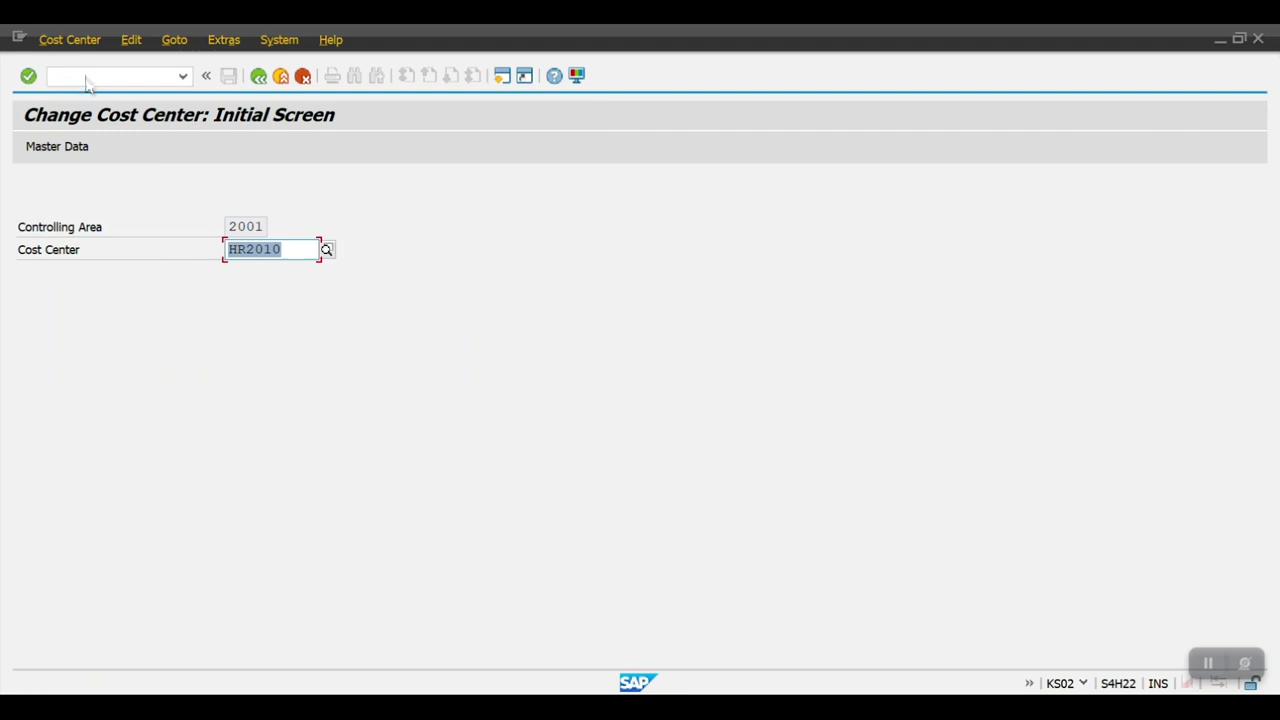 Cost Center Edit Goto Extras System Help
Change Cost Center: Initial Screen
Master Data
Controlling Area 2001
Cost Center HR2010
SAP KS02 S4H22 INS